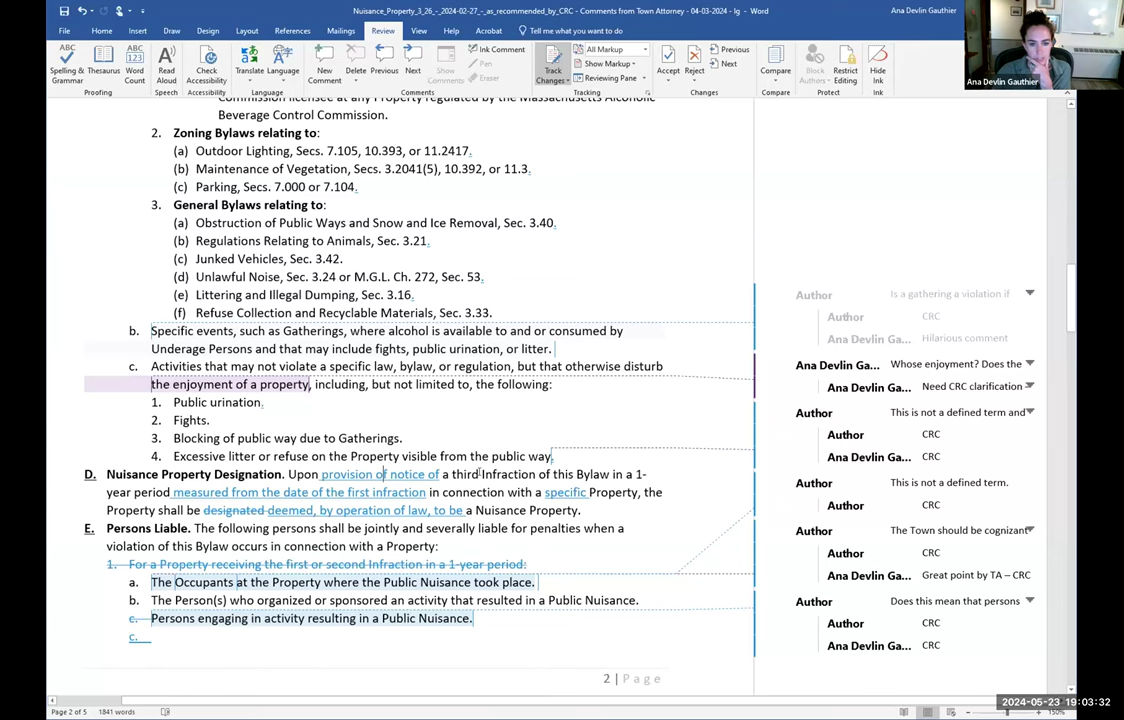 Nuisance_Property_3_26_-_2024-02-27_-_as_recommended_by_CRC - Comments from Town Attorney - 04-03-2024 - lg - Word
Ana Devlin Gauthier
File Home Insert Draw Design Layout References Mailings Review View Help Acrobat Tell me what you want to do
Spelling & Grammar
Thesaurus
Word Count
Read Aloud
Check Accessibility
Translate
Language
New Comment
Delete
Previous
Next
Show Comments
Ink Comment
Pen
Eraser
Track Changes
All Markup
Show Markup
Reviewing Pane
Accept
Reject
Previous
Next
Compare
Block Authors
Restrict Editing
Hide Ink
Proofing Speech Accessibility Language Comments Tracking Changes Compare Protect Ink
Ana Devlin Gauthier
Commission licensed at any Property regulated by the Massachusetts Alcoholic
Beverage Control Commission.
2. Zoning Bylaws relating to:
(a) Outdoor Lighting, Secs. 7.105, 10.393, or 11.2417.
(b) Maintenance of Vegetation, Secs. 3.2041(5), 10.392, or 11.3.
(c) Parking, Secs. 7.000 or 7.104.
3. General Bylaws relating to:
(a) Obstruction of Public Ways and Snow and Ice Removal, Sec. 3.40.
(b) Regulations Relating to Animals, Sec. 3.21.
(c) Junked Vehicles, Sec. 3.42.
(d) Unlawful Noise, Sec. 3.24 or M.G.L. Ch. 272, Sec. 53.
(e) Littering and Illegal Dumping, Sec. 3.16.
(f) Refuse Collection and Recyclable Materials, Sec. 3.33.
b. Specific events, such as Gatherings, where alcohol is available to and or consumed by
Underage Persons and that may include fights, public urination, or litter.
c. Activities that may not violate a specific law, bylaw, or regulation, but that otherwise disturb
the enjoyment of a property, including, but not limited to, the following:
1. Public urination.
2. Fights.
3. Blocking of public way due to Gatherings.
4. Excessive litter or refuse on the Property visible from the public way.
D. Nuisance Property Designation. Upon provision of notice of a third Infraction of this Bylaw in a 1-
year period measured from the date of the first infraction in connection with a specific Property, the
Property shall be designated deemed, by operation of law, to be a Nuisance Property.
E. Persons Liable. The following persons shall be jointly and severally liable for penalties when a
violation of this Bylaw occurs in connection with a Property:
1. For a Property receiving the first or second Infraction in a 1-year period:
a. The Occupants at the Property where the Public Nuisance took place.
b. The Person(s) who organized or sponsored an activity that resulted in a Public Nuisance.
c. Persons engaging in activity resulting in a Public Nuisance.
c.
2 | Page
Author Is a gathering a violation if
Author CRC
Ana Devlin Ga... Hilarious comment
Ana Devlin Ga... Whose enjoyment? Does the
Ana Devlin Ga... Need CRC clarification
Author This is not a defined term and
Author CRC
Ana Devlin Ga... CRC
Author This is not a defined term.
Author CRC
Author The Town should be cognizant
Ana Devlin Ga... Great point by TA – CRC
Author Does this mean that persons
Author CRC
Ana Devlin Ga... CRC
2024-05-23 19:03:32
Page 2 of 5 1841 words
150%